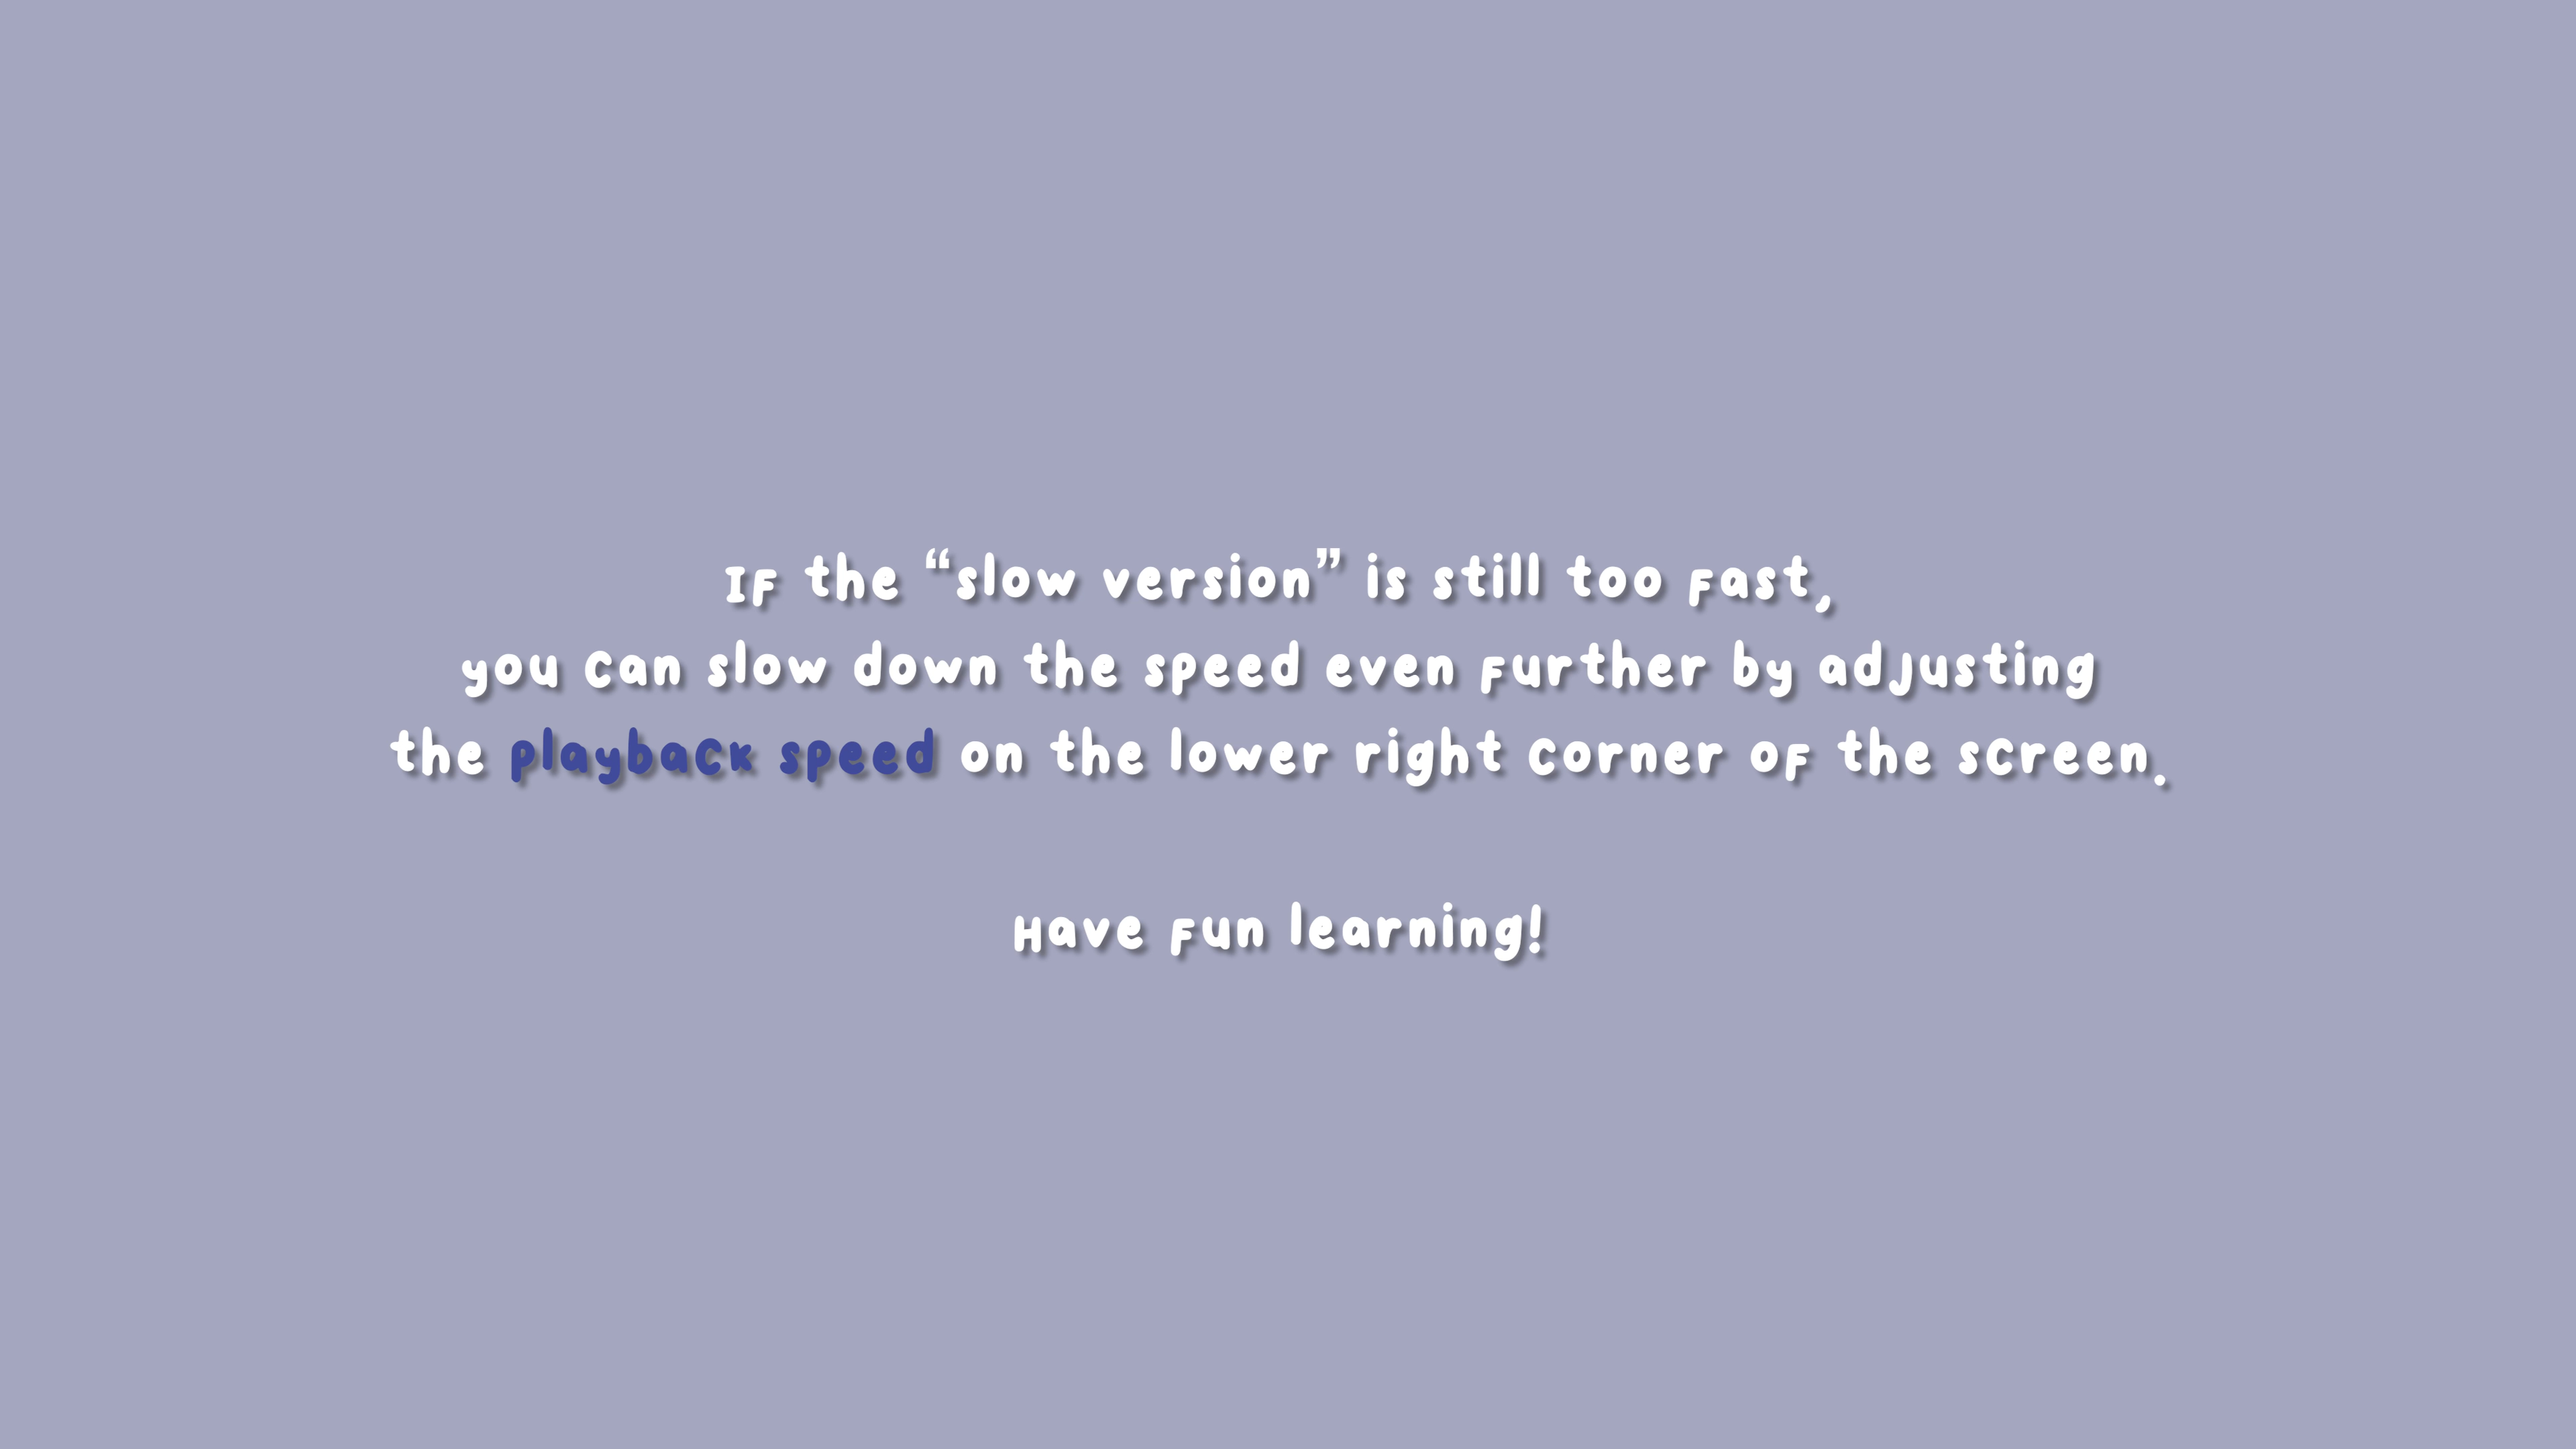 If the “slow version” is still too fast,
you can slow down the speed even further by adjusting
the playback speed on the lower right corner of the screen.
Have fun learning!